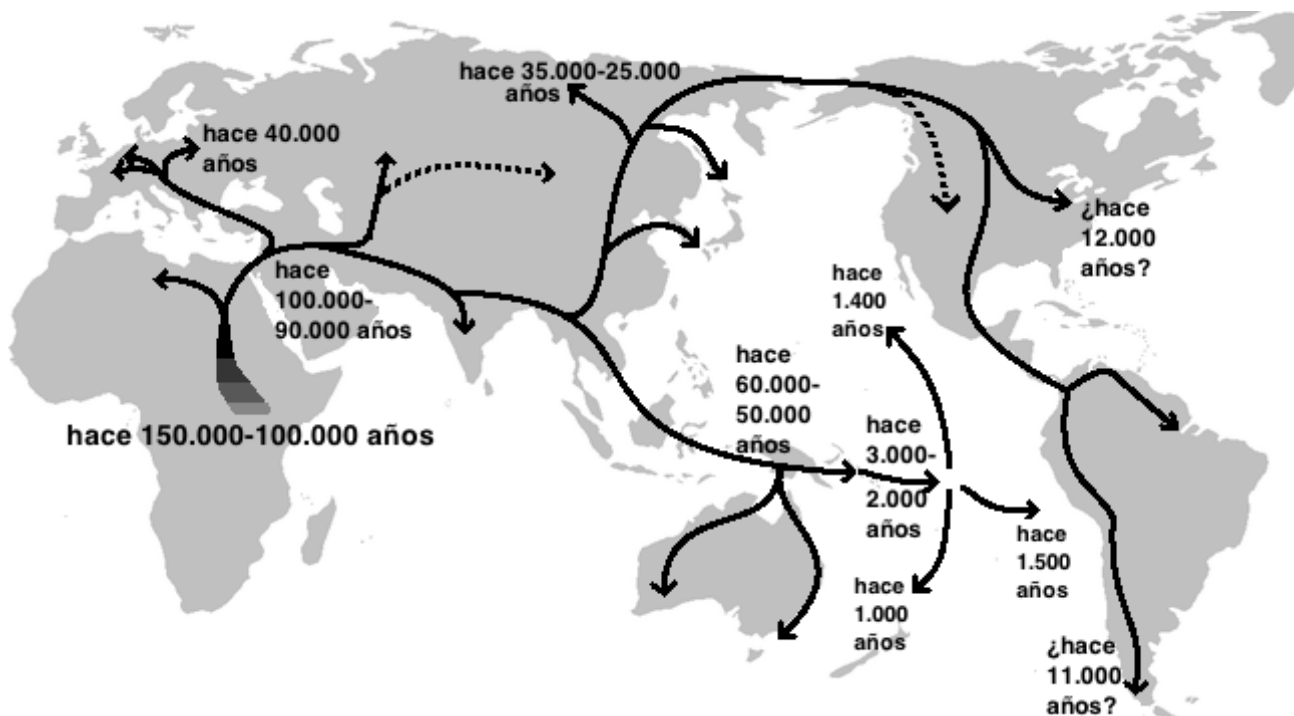 hace 35.000-25.000
años
hace 40.000
años
¿hace
12.000
años?
hace
100.000-
90.000 años
hace
1.400
años
hace
60.000-
50.000
años
hace 150.000-100.000 años
hace
3.000-
2.000
años
hace
1.500
años
hace
1.000
años
¿hace
11.000
años?